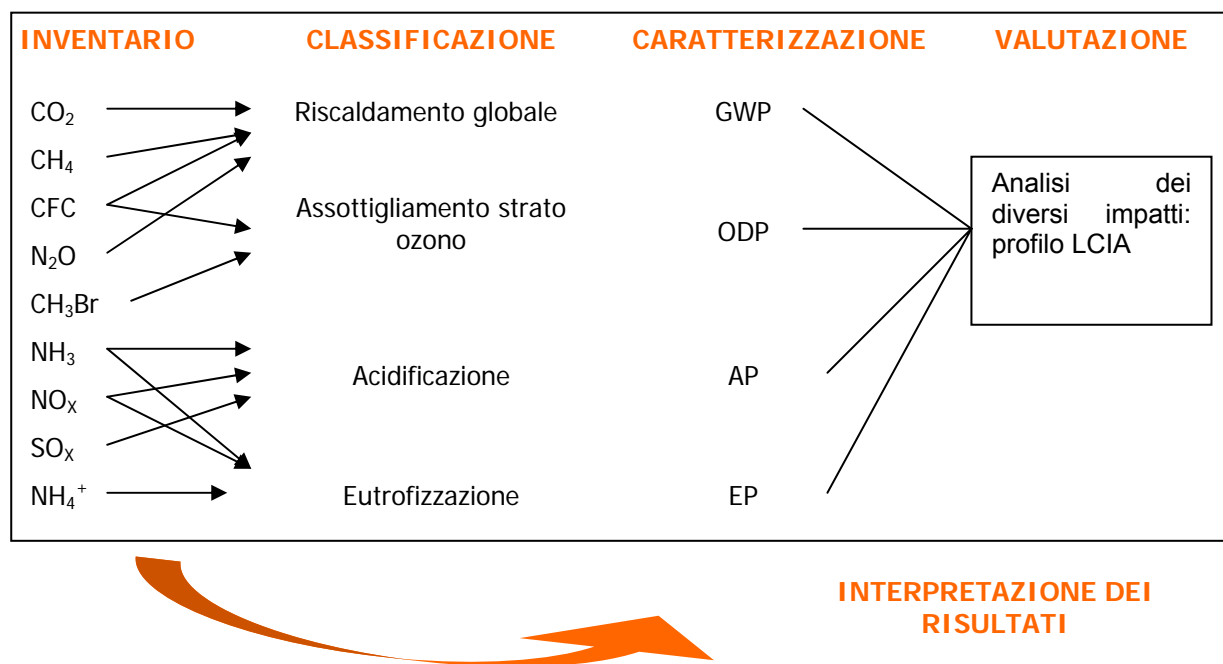 INVENTARIO CLASSIFICAZIONE CARATTERIZZAZIONE VALUTAZIONE
CO₂ Riscaldamento globale GWP
CH₄
CFC Assottigliamento strato
ozono ODP
N₂O
CH₃Br
Analisi dei
diversi impatti:
profilo LCIA
NH₃
Acidificazione AP
NOₓ
SOₓ
NH₄⁺ Eutrofizzazione EP
INTERPRETAZIONE DEI
RISULTATI